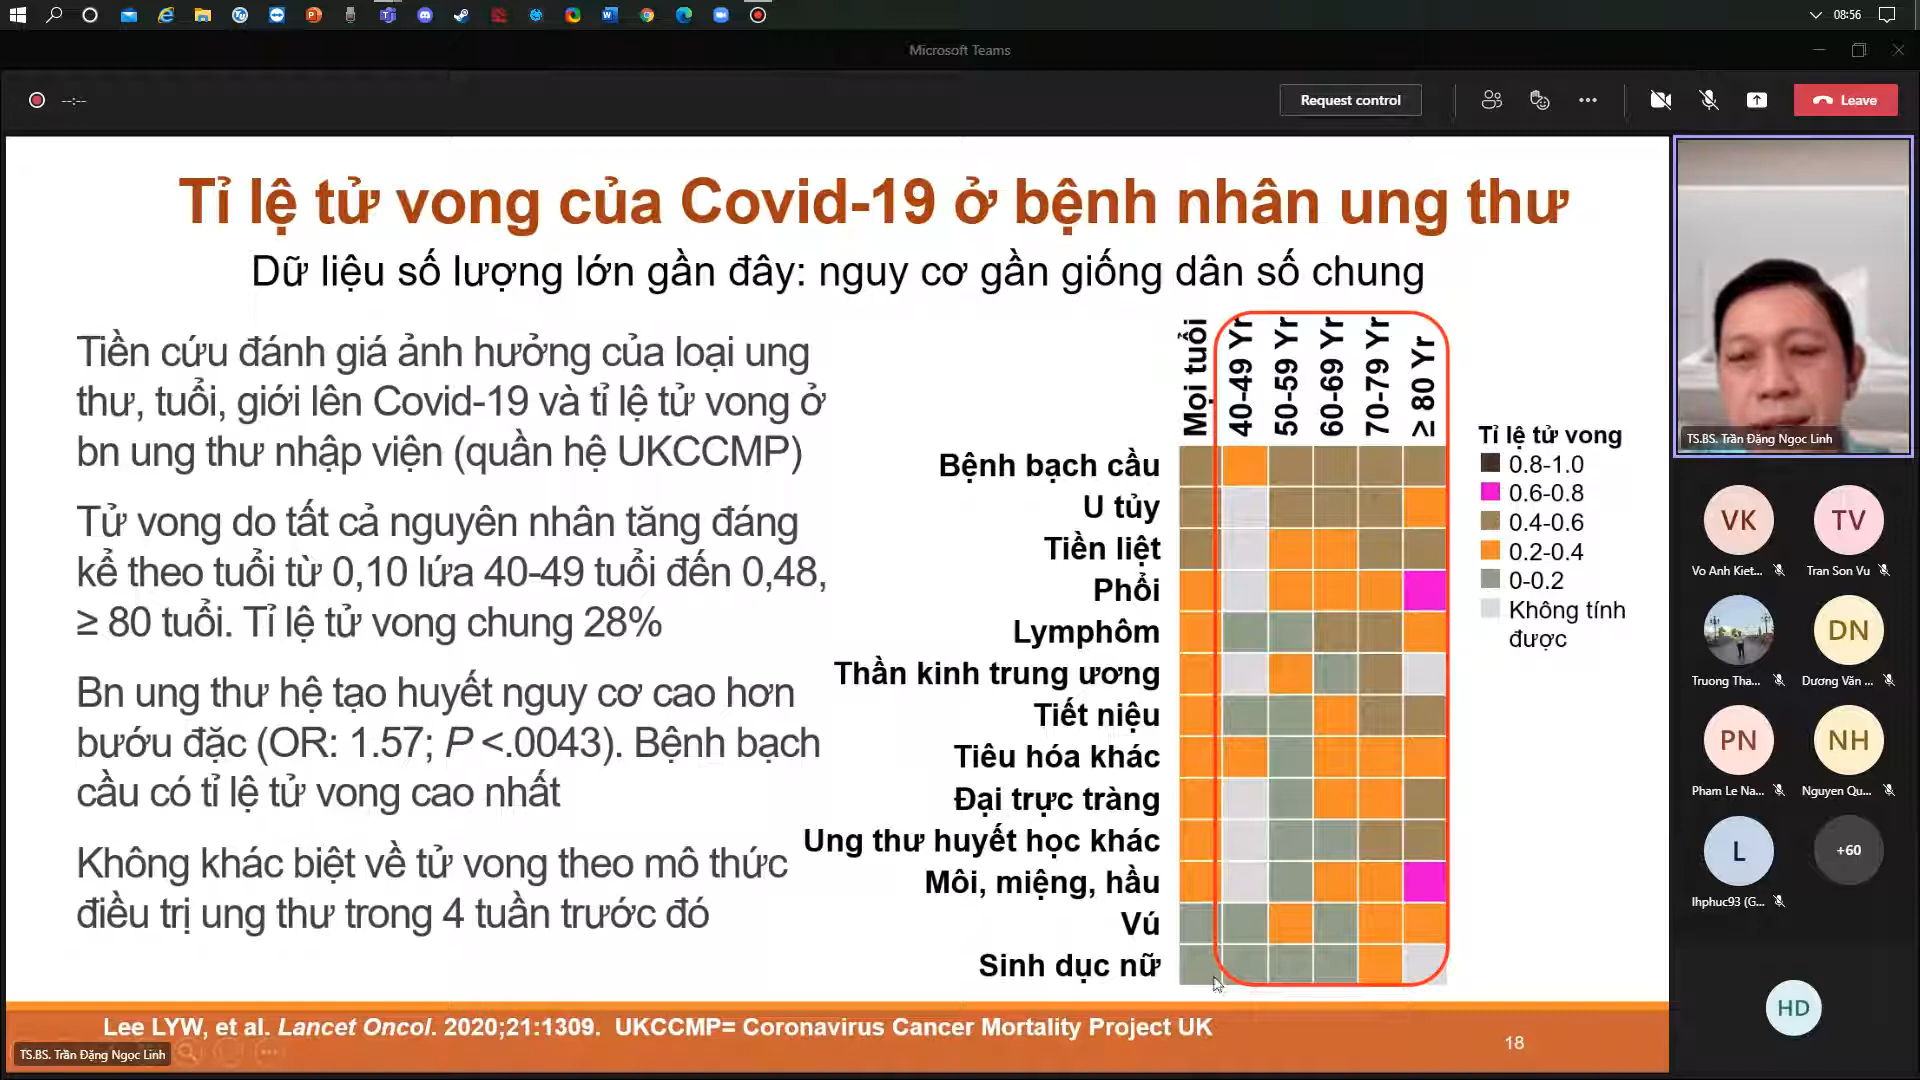 08:56
Microsoft Teams
--:--
Request control
Leave
Tỉ lệ tử vong của Covid-19 ở bệnh nhân ung thư
Dữ liệu số lượng lớn gần đây: nguy cơ gần giống dân số chung
Tiền cứu đánh giá ảnh hưởng của loại ung
thư, tuổi, giới lên Covid-19 và tỉ lệ tử vong ở
bn ung thư nhập viện (quần hệ UKCCMP)
Tử vong do tất cả nguyên nhân tăng đáng
kể theo tuổi từ 0,10 lứa 40-49 tuổi đến 0,48,
≥ 80 tuổi. Tỉ lệ tử vong chung 28%
Bn ung thư hệ tạo huyết nguy cơ cao hơn
bướu đặc (OR: 1.57; P <.0043). Bệnh bạch
cầu có tỉ lệ tử vong cao nhất
Không khác biệt về tử vong theo mô thức
điều trị ung thư trong 4 tuần trước đó
Mọi tuổi
40-49 Yr
50-59 Yr
60-69 Yr
70-79 Yr
≥ 80 Yr
Bệnh bạch cầu
U tủy
Tiền liệt
Phổi
Lymphôm
Thần kinh trung ương
Tiết niệu
Tiêu hóa khác
Đại trực tràng
Ung thư huyết học khác
Môi, miệng, hầu
Vú
Sinh dục nữ
Tỉ lệ tử vong
0.8-1.0
0.6-0.8
0.4-0.6
0.2-0.4
0-0.2
Không tính
được
Lee LYW, et al. Lancet Oncol. 2020;21:1309. UKCCMP= Coronavirus Cancer Mortality Project UK
18
TS.BS. Trần Đặng Ngọc Linh
TS.BS. Trần Đặng Ngọc Linh
VK
TV
Vo Anh Kiet...
Tran Son Vu
DN
Truong Tha...
Dương Văn ...
PN
NH
Pham Le Na...
Nguyen Qu...
L
+60
lhphuc93 (G...
HD